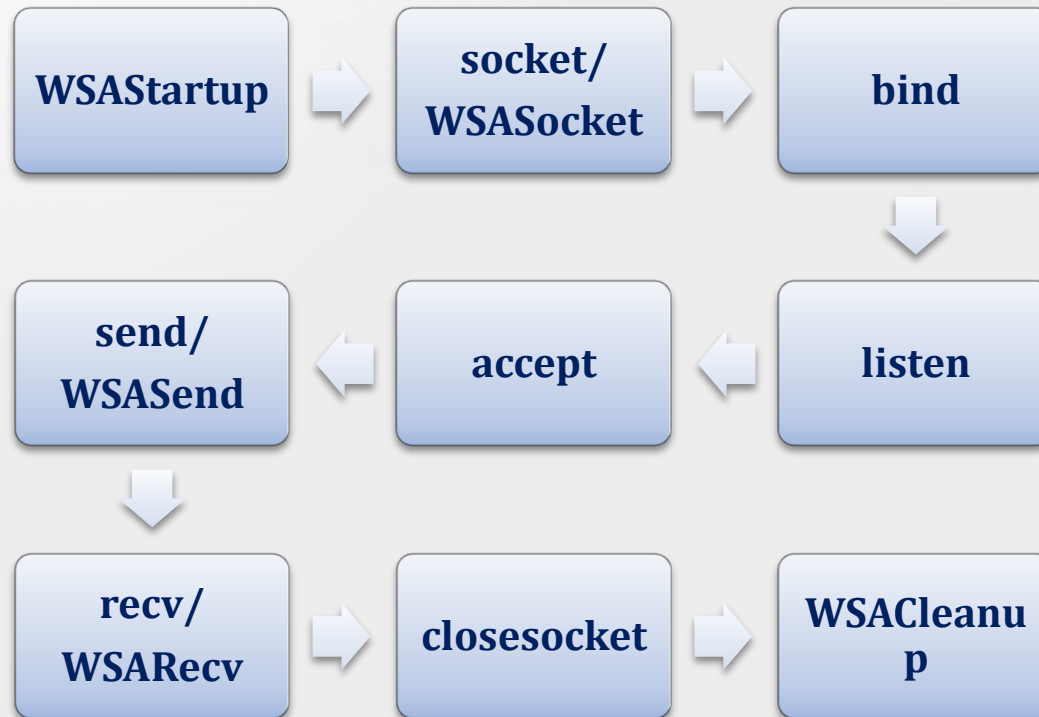 WSAStartup
socket/
WSASocket
bind
listen
accept
send/
WSASend
recv/
WSARecv
closesocket
WSACleanu
p